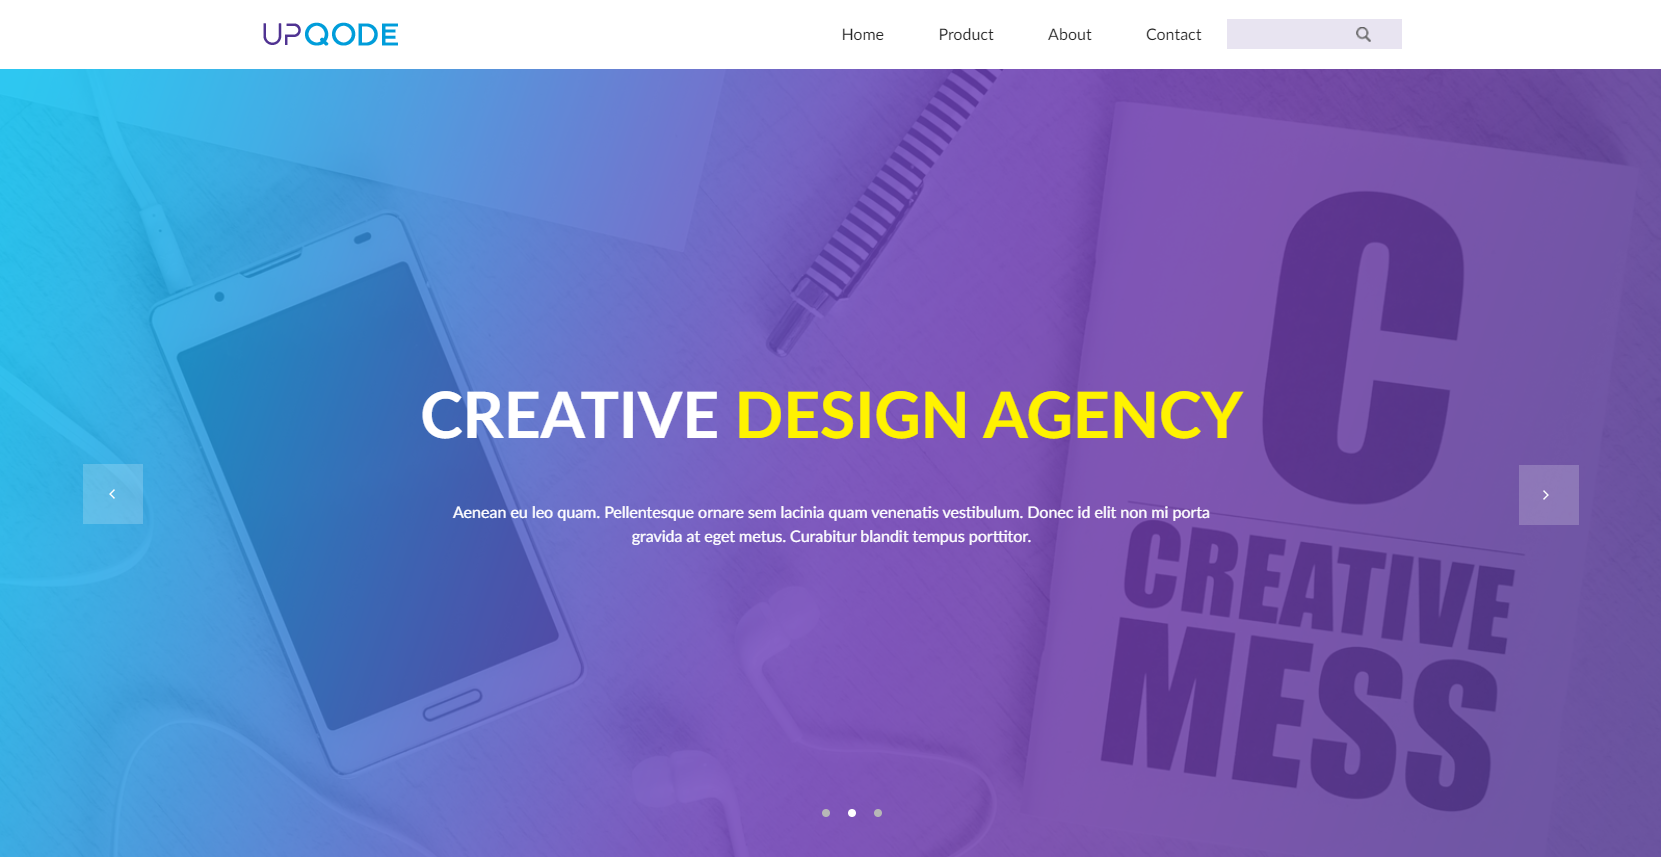 UPQODE
Home Product About Contact
CREATIVE DESIGN AGENCY
Aenean eu leo quam. Pellentesque ornare sem lacinia quam venenatis vestibulum. Donec id elit non mi porta
gravida at eget metus. Curabitur blandit tempus porttitor.
C
CREATIVE
MESS